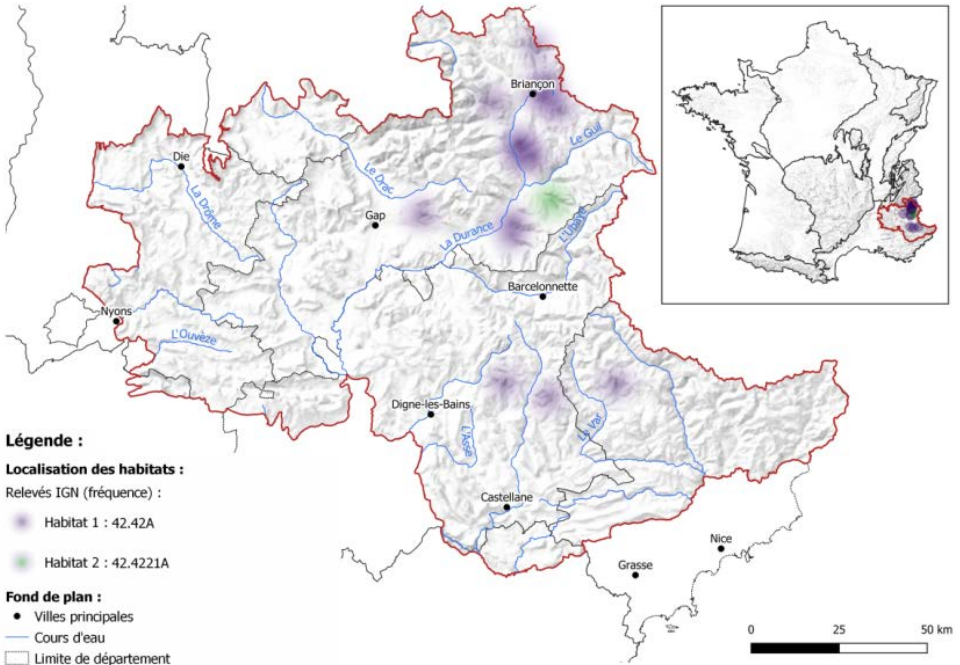 Briançon
Le Guil
Die
Le Drac
La Drôme
Gap
La Durance
L'Ubaye
Barcelonnette
Nyons
L'Ouvèze
Digne-les-Bains
L'Asse
Le Var
Castellane
Nice
Grasse
Légende :
Localisation des habitats :
Relevés IGN (fréquence) :
Habitat 1 : 42.42A
Habitat 2 : 42.4221A
Fond de plan :
Villes principales
Cours d'eau
Limite de département
0 25 50 km